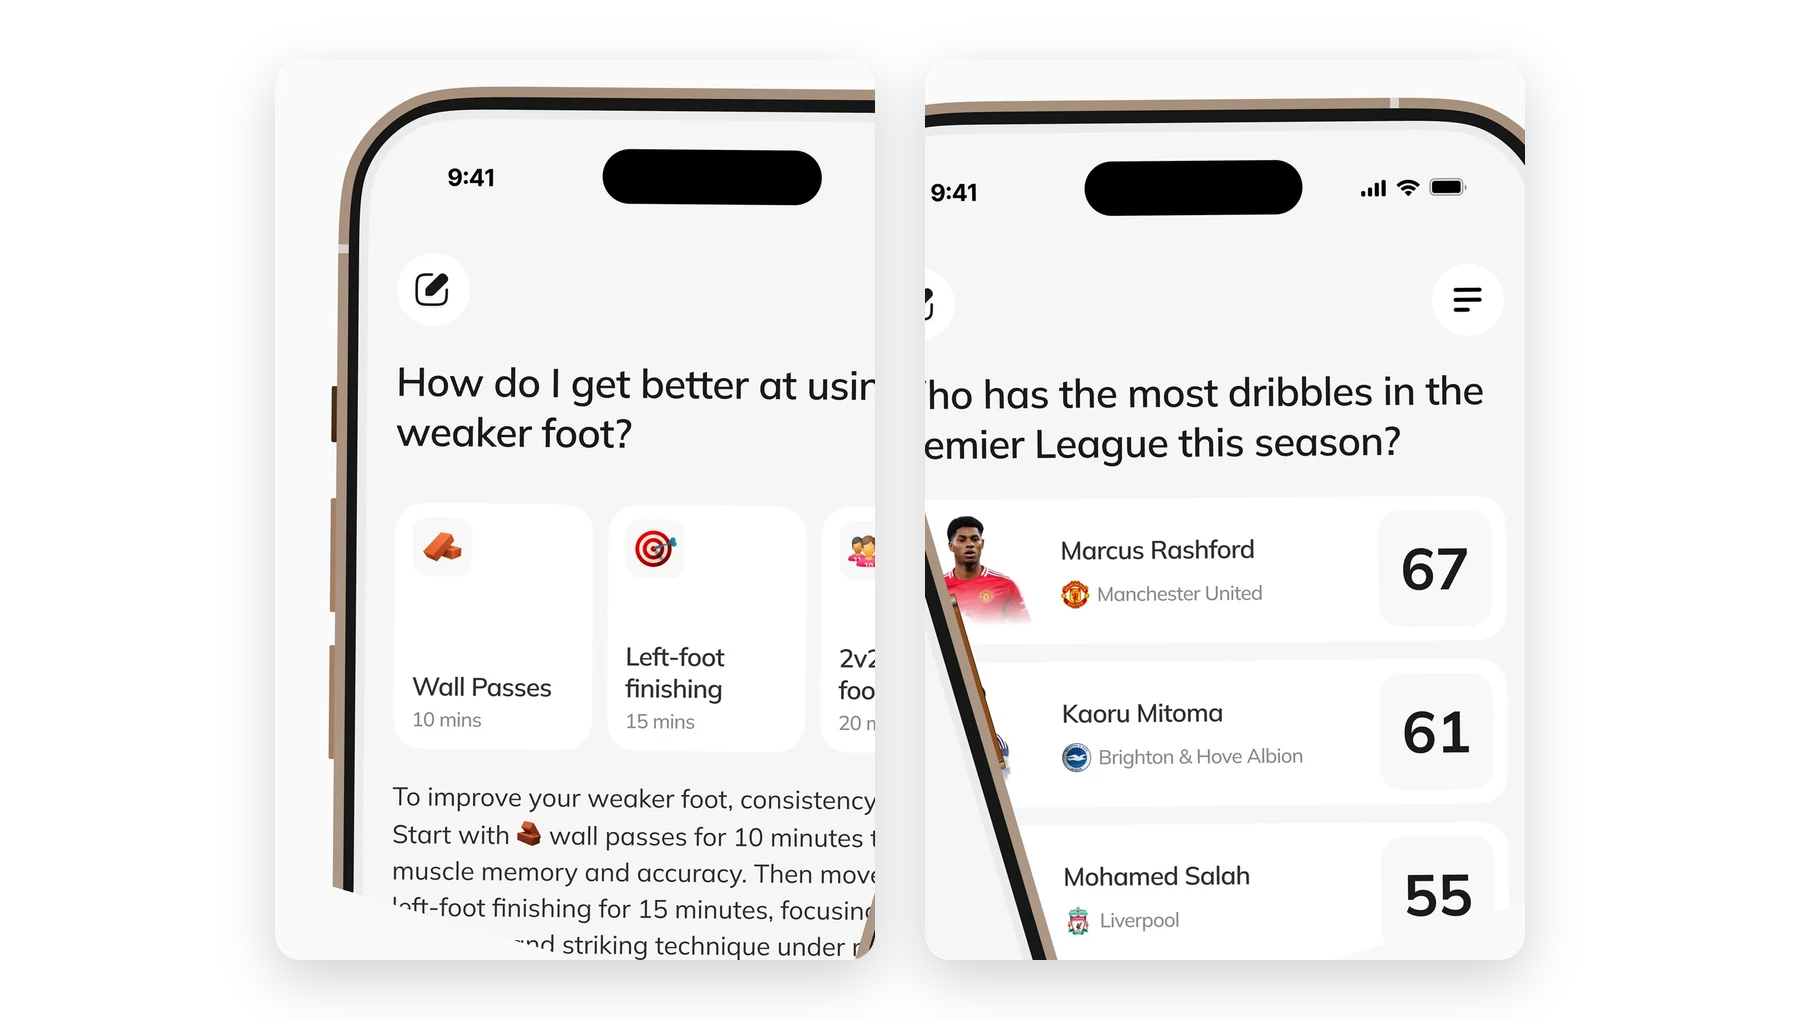 9:41
How do I get better at usin
weaker foot?
Wall Passes
10 mins
Left-foot
finishing
15 mins
2v2
foo
20 m
To improve your weaker foot, consistency
Start with wall passes for 10 minutes t
muscle memory and accuracy. Then move
left-foot finishing for 15 minutes, focusing
and striking technique under
9:41
ho has the most dribbles in the
emier League this season?
Marcus Rashford
Manchester United
67
Kaoru Mitoma
Brighton & Hove Albion
61
Mohamed Salah
Liverpool
55